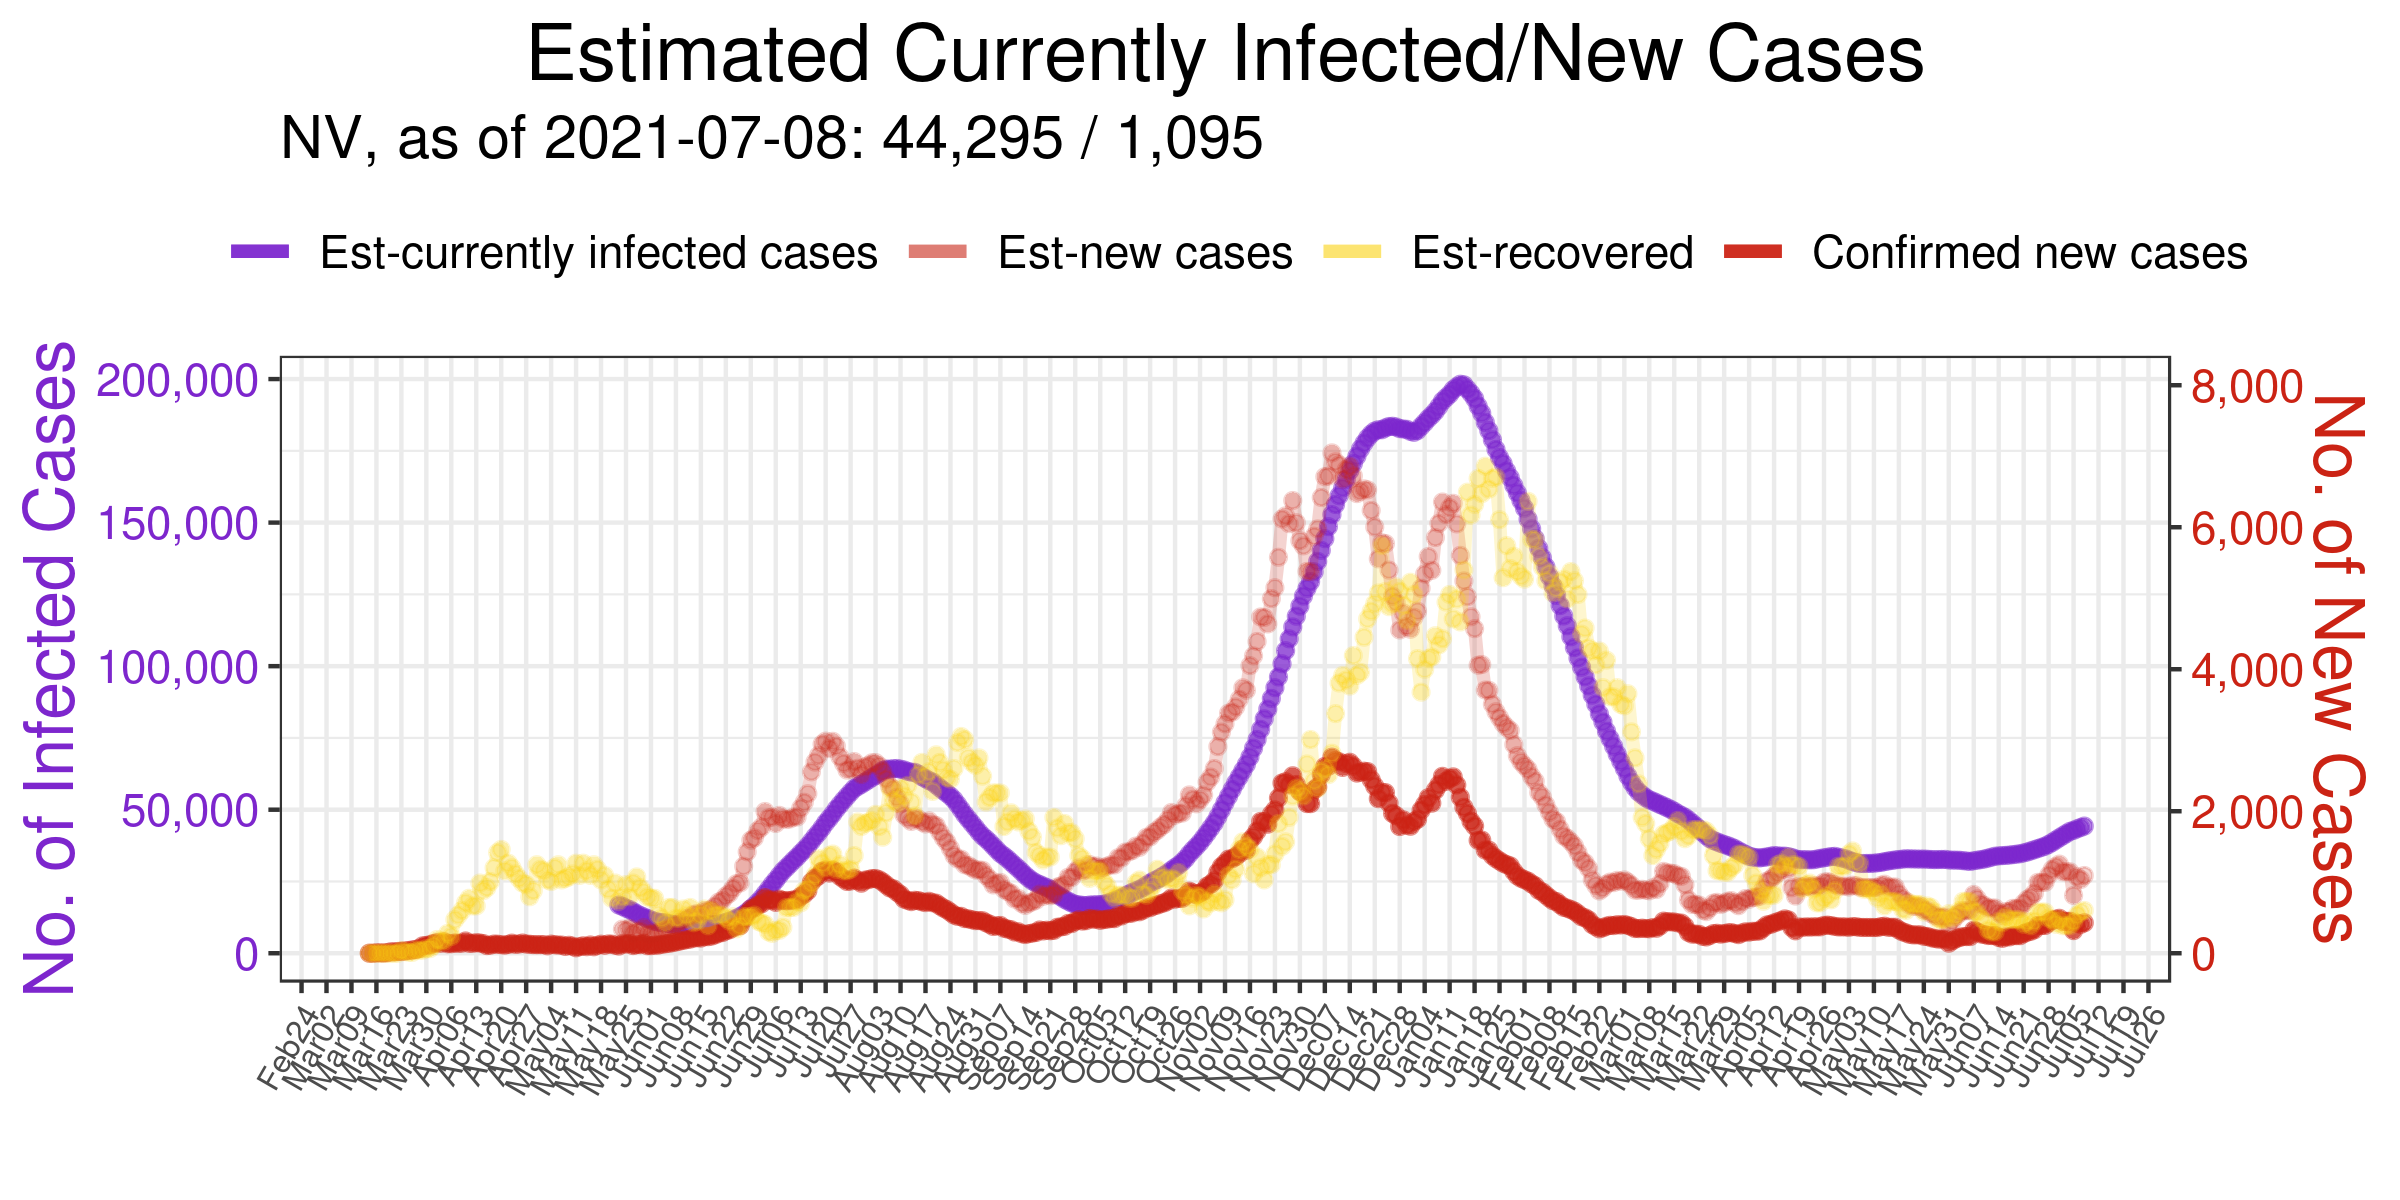 Estimated Currently Infected/New Cases
NV, as of 2021-07-08: 44,295 / 1,095
Est-currently infected cases Est-new cases Est-recovered Confirmed new cases
No. of Infected Cases
200,000
150,000
100,000
50,000
0
8,000
6,000
4,000
2,000
0
No. of New Cases
Feb24 Mar02 Mar09 Mar16 Mar23 Mar30 Apr06 Apr13 Apr20 Apr27 May04 May11 May18 May25 Jun01 Jun08 Jun15 Jun22 Jun29 Jul06 Jul13 Jul20 Jul27 Aug03 Aug10 Aug17 Aug24 Aug31 Sep07 Sep14 Sep21 Sep28 Oct05 Oct12 Oct19 Oct26 Nov02 Nov09 Nov16 Nov23 Nov30 Dec07 Dec14 Dec21 Dec28 Jan04 Jan11 Jan18 Jan25 Feb01 Feb08 Feb15 Feb22 Mar01 Mar08 Mar15 Mar22 Mar29 Apr05 Apr12 Apr19 Apr26 May03 May10 May17 May24 May31 Jun07 Jun14 Jun21 Jun28 Jul05 Jul12 Jul19 Jul26